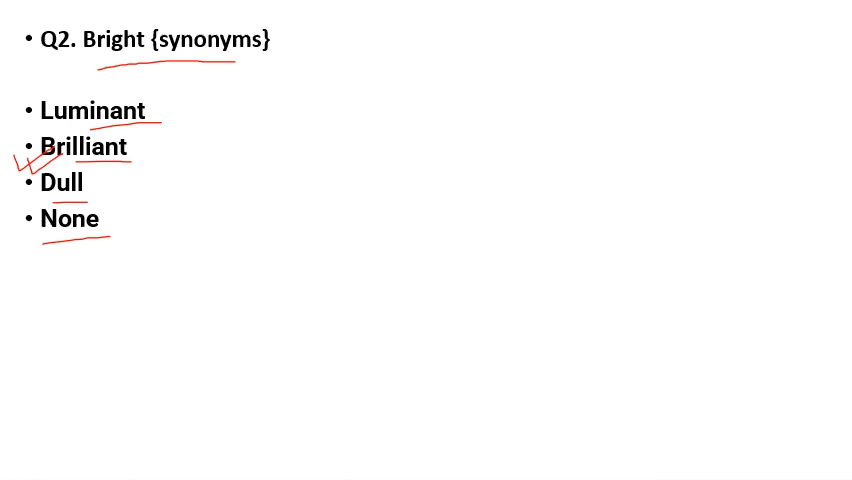 • Q2. Bright {synonyms}
• Luminant
• Brilliant
• Dull
• None